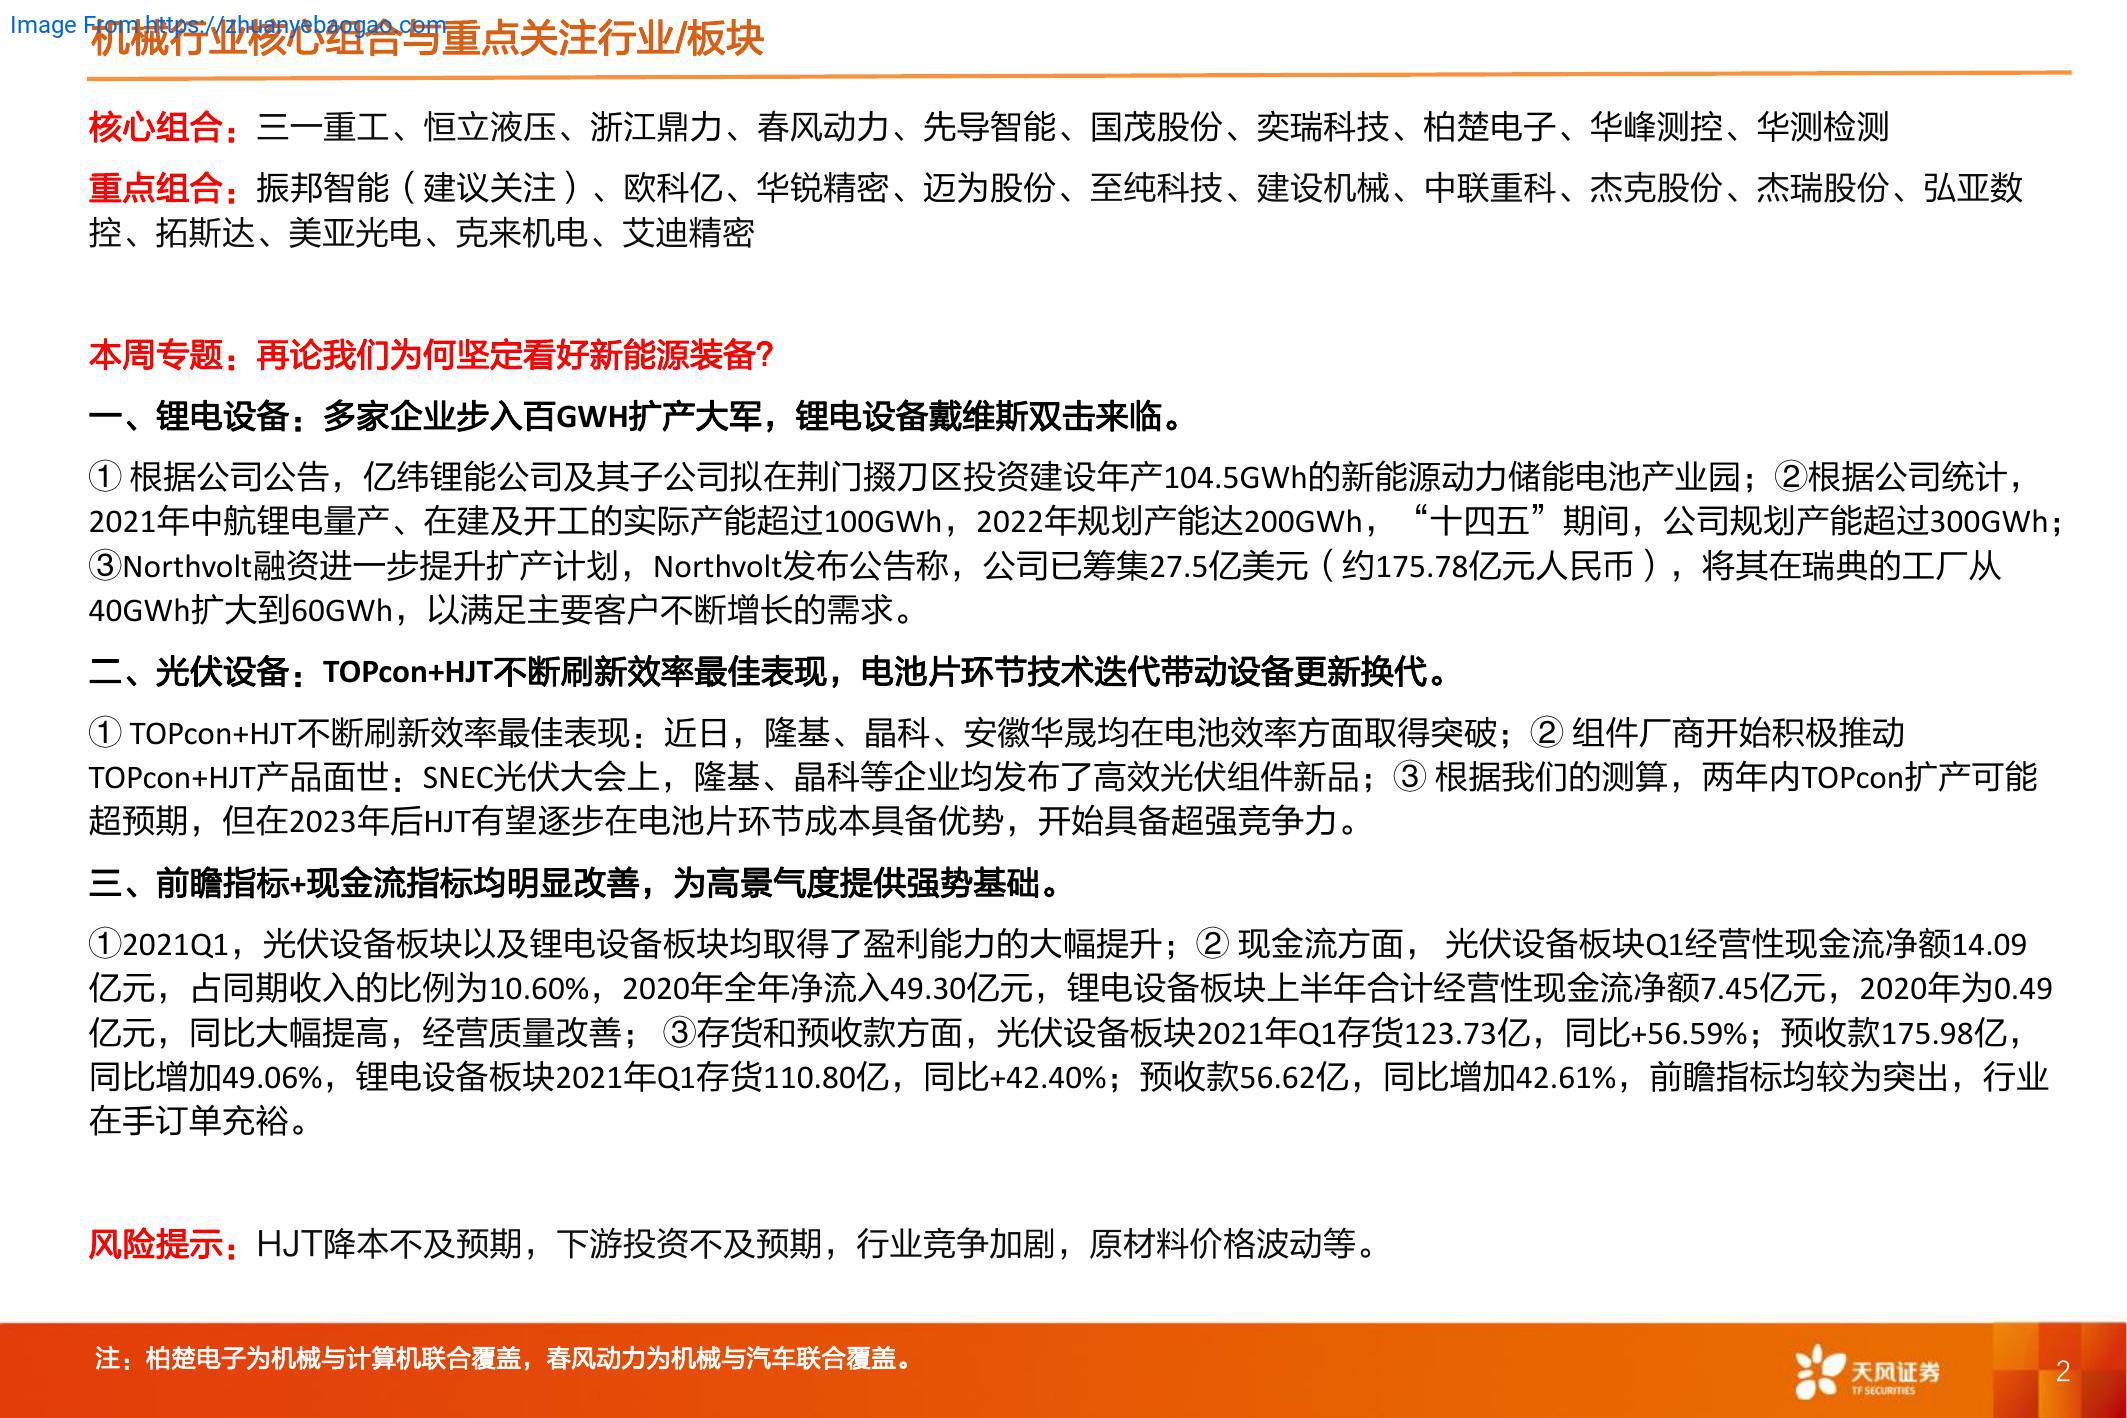 Image From:https://zhuanyebaogao.com
机械行业核心组合与重点关注行业/板块
核心组合：三一重工、恒立液压、浙江鼎力、春风动力、先导智能、国茂股份、奕瑞科技、柏楚电子、华峰测控、华测检测
重点组合：振邦智能（建议关注）、欧科亿、华锐精密、迈为股份、至纯科技、建设机械、中联重科、杰克股份、杰瑞股份、弘亚数
控、拓斯达、美亚光电、克来机电、艾迪精密
本周专题：再论我们为何坚定看好新能源装备？
一、锂电设备：多家企业步入百GWH扩产大军，锂电设备戴维斯双击来临。
① 根据公司公告，亿纬锂能公司及其子公司拟在荆门掇刀区投资建设年产104.5GWh的新能源动力储能电池产业园；②根据公司统计，
2021年中航锂电量产、在建及开工的实际产能超过100GWh，2022年规划产能达200GWh，“十四五”期间，公司规划产能超过300GWh；
③Northvolt融资进一步提升扩产计划，Northvolt发布公告称，公司已筹集27.5亿美元（约175.78亿元人民币），将其在瑞典的工厂从
40GWh扩大到60GWh，以满足主要客户不断增长的需求。
二、光伏设备：TOPcon+HJT不断刷新效率最佳表现，电池片环节技术迭代带动设备更新换代。
① TOPcon+HJT不断刷新效率最佳表现：近日，隆基、晶科、安徽华晟均在电池效率方面取得突破；② 组件厂商开始积极推动
TOPcon+HJT产品面世：SNEC光伏大会上，隆基、晶科等企业均发布了高效光伏组件新品；③ 根据我们的测算，两年内TOPcon扩产可能
超预期，但在2023年后HJT有望逐步在电池片环节成本具备优势，开始具备超强竞争力。
三、前瞻指标+现金流指标均明显改善，为高景气度提供强势基础。
①2021Q1，光伏设备板块以及锂电设备板块均取得了盈利能力的大幅提升；② 现金流方面， 光伏设备板块Q1经营性现金流净额14.09
亿元，占同期收入的比例为10.60%，2020年全年净流入49.30亿元，锂电设备板块上半年合计经营性现金流净额7.45亿元，2020年为0.49
亿元，同比大幅提高，经营质量改善； ③存货和预收款方面，光伏设备板块2021年Q1存货123.73亿，同比+56.59%；预收款175.98亿，
同比增加49.06%，锂电设备板块2021年Q1存货110.80亿，同比+42.40%；预收款56.62亿，同比增加42.61%，前瞻指标均较为突出，行业
在手订单充裕。
风险提示：HJT降本不及预期，下游投资不及预期，行业竞争加剧，原材料价格波动等。
注：柏楚电子为机械与计算机联合覆盖，春风动力为机械与汽车联合覆盖。
天风证券
TF SECURITIES
2